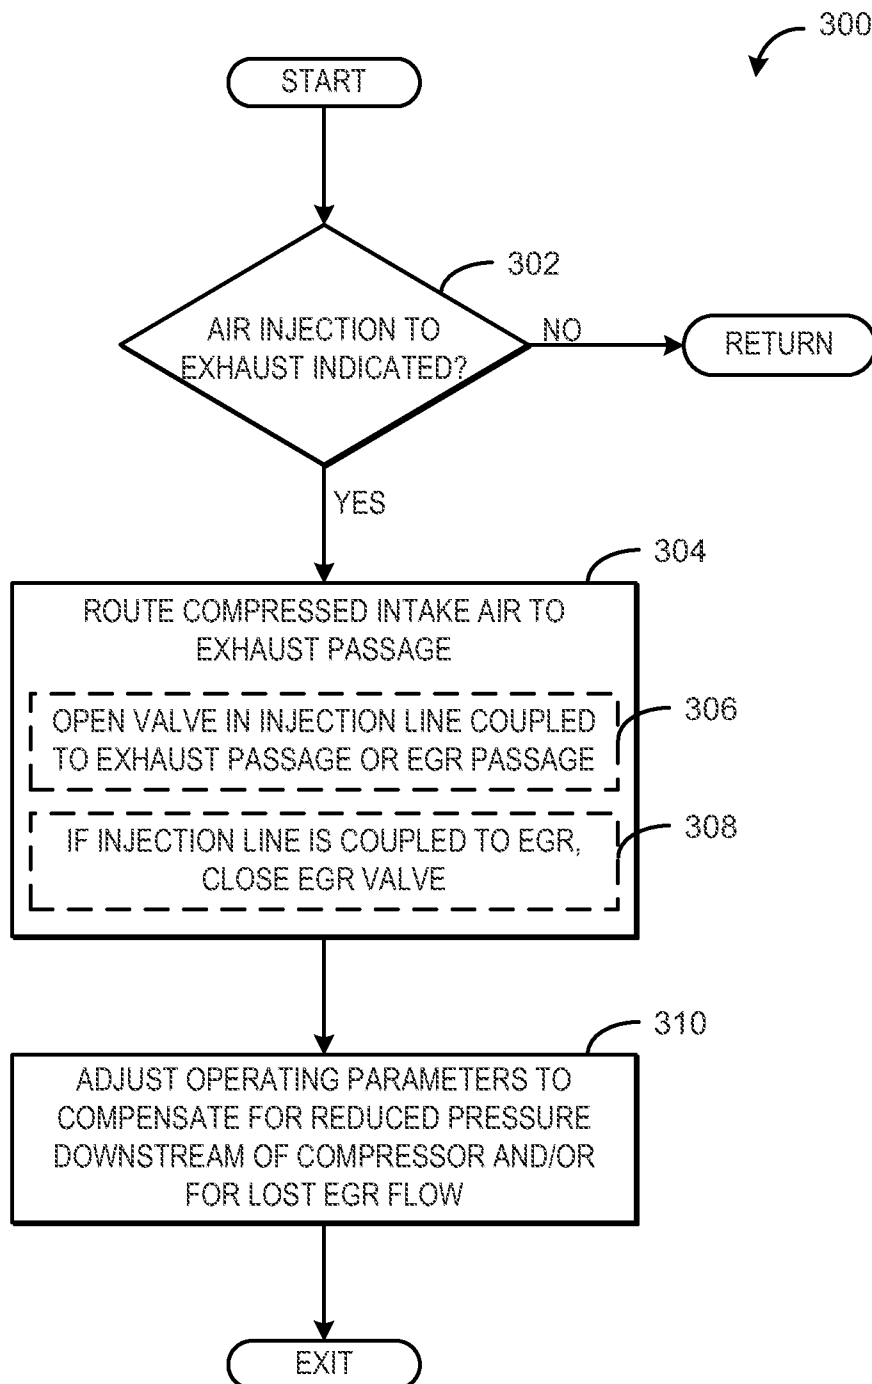 300
START
302
AIR INJECTION TO
EXHAUST INDICATED?
NO
RETURN
YES
304
ROUTE COMPRESSED INTAKE AIR TO
EXHAUST PASSAGE
306
OPEN VALVE IN INJECTION LINE COUPLED
TO EXHAUST PASSAGE OR EGR PASSAGE
308
IF INJECTION LINE IS COUPLED TO EGR,
CLOSE EGR VALVE
310
ADJUST OPERATING PARAMETERS TO
COMPENSATE FOR REDUCED PRESSURE
DOWNSTREAM OF COMPRESSOR AND/OR
FOR LOST EGR FLOW
EXIT